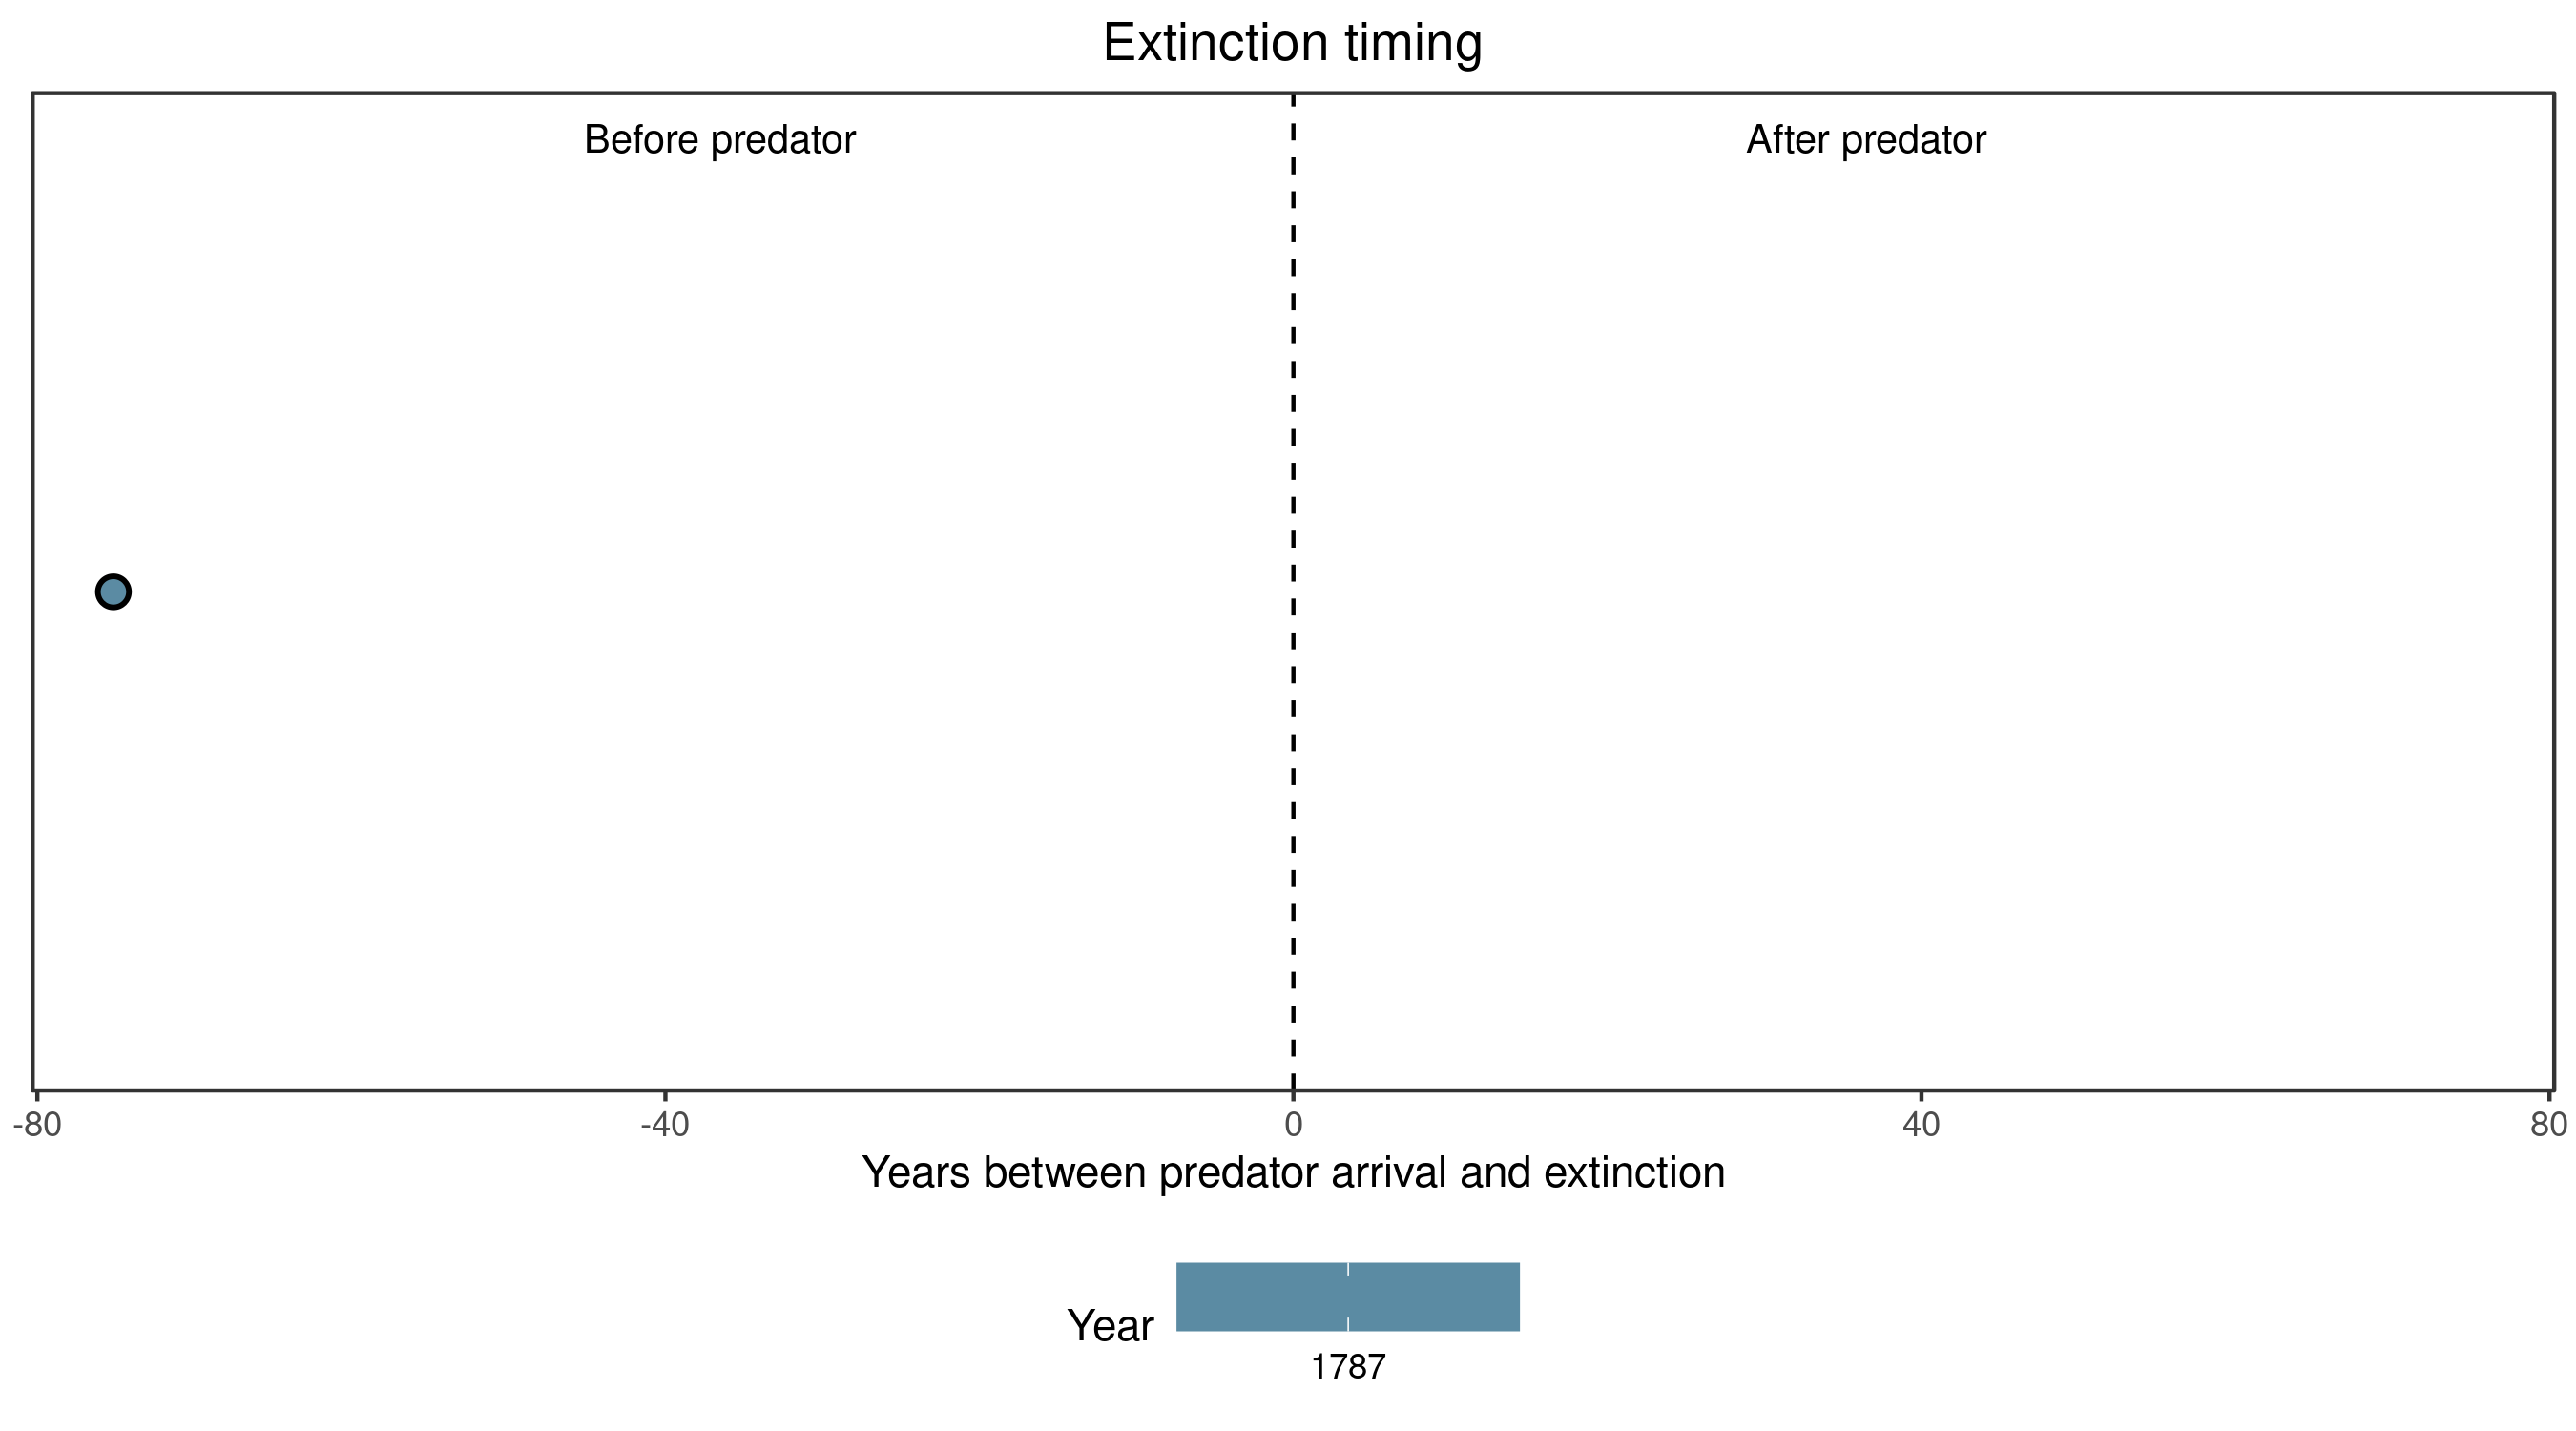 Extinction timing
Before predator After predator
-80 -40 0 40 80
Years between predator arrival and extinction
Year
1787